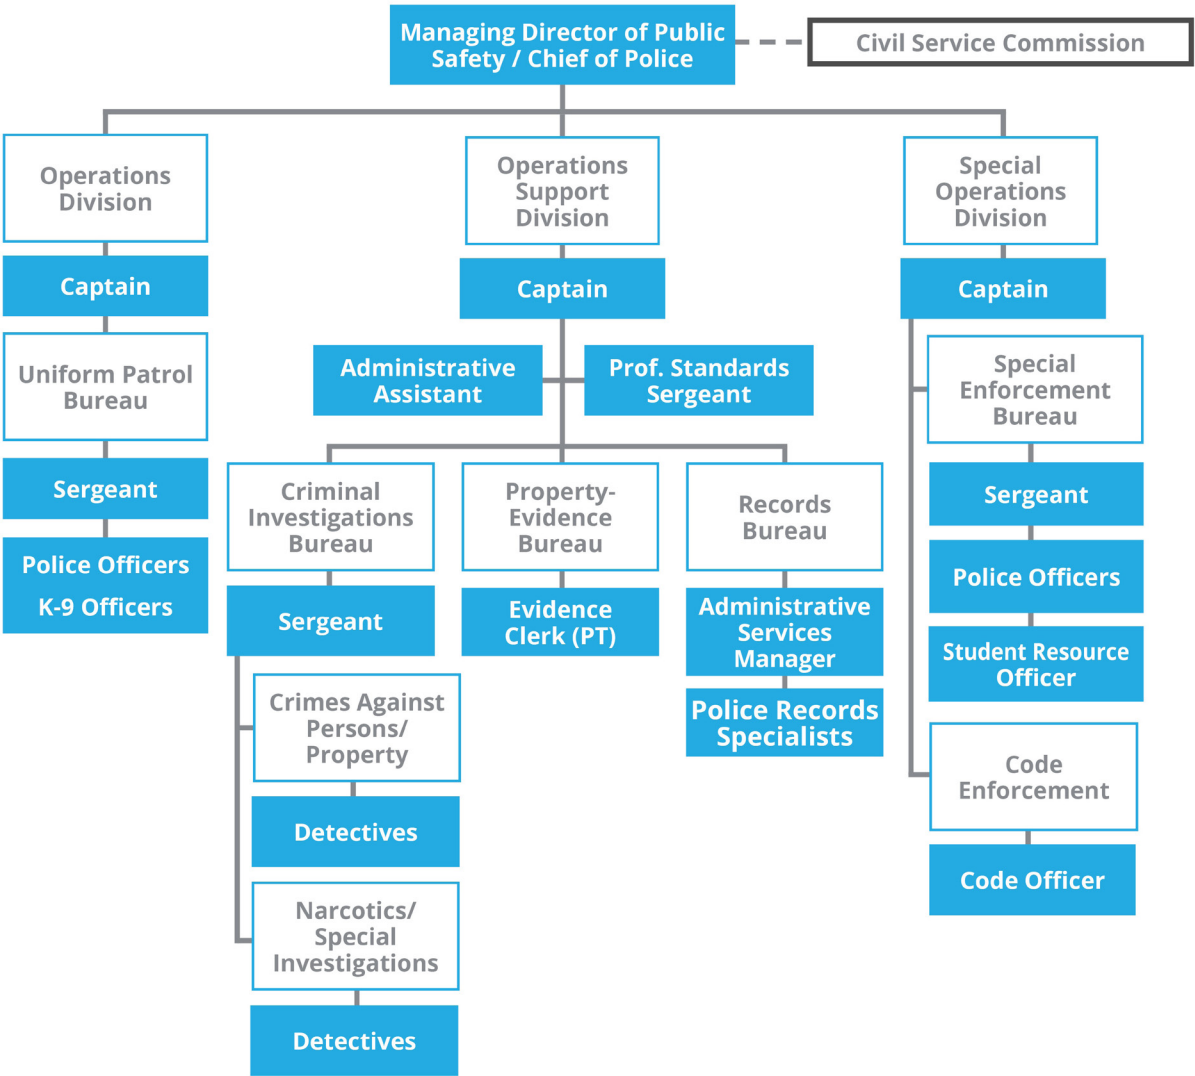 Managing Director of Public
Safety / Chief of Police
Civil Service Commission
Operations
Division
Captain
Uniform Patrol
Bureau
Sergeant
Police Officers
K-9 Officers
Operations
Support
Division
Captain
Administrative
Assistant
Prof. Standards
Sergeant
Criminal
Investigations
Bureau
Sergeant
Crimes Against
Persons/
Property
Detectives
Narcotics/
Special
Investigations
Detectives
Property-
Evidence
Bureau
Evidence
Clerk (PT)
Records
Bureau
Administrative
Services
Manager
Police Records
Specialists
Special
Operations
Division
Captain
Special
Enforcement
Bureau
Sergeant
Police Officers
Student Resource
Officer
Code
Enforcement
Code Officer